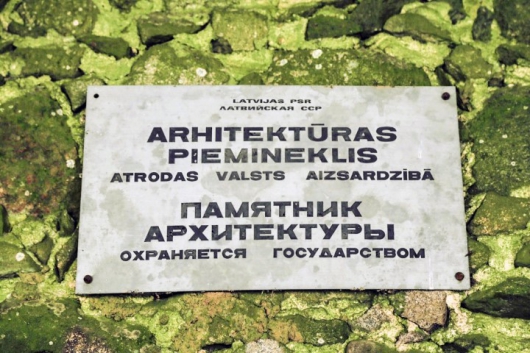 LATVIJAS PSR
ЛАТВИЙСКАЯ ССР
ARHITEKTŪRAS
PIEMINEKLIS
ATRODAS VALSTS AIZSARDZĪBĀ
ПАМЯТНИК
АРХИТЕКТУРЫ
ОХРАНЯЕТСЯ ГОСУДАРСТВОМ